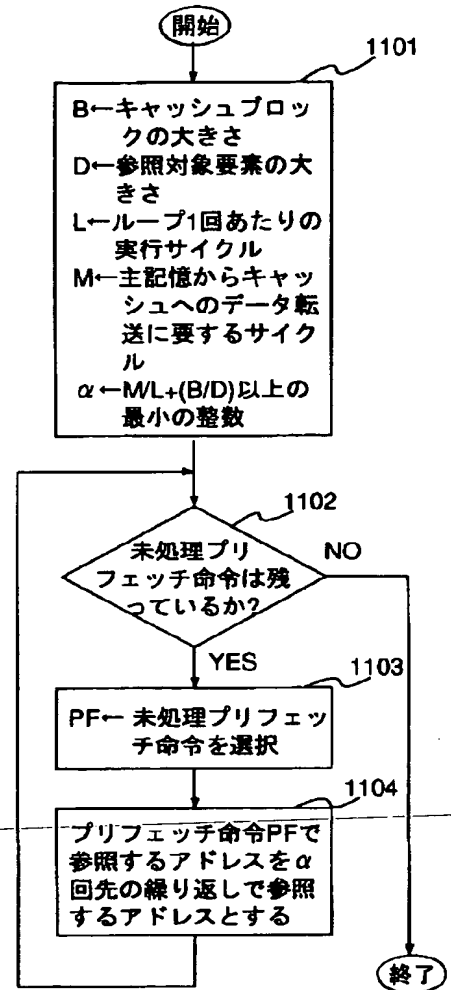 開始
1101
B←キャッシュブロッ
クの大きさ
D←参照対象要素の大
きさ
L←ループ1回あたりの
実行サイクル
M←主記憶からキャッ
シュへのデータ転
送に要するサイク
ル
α←M/L+(B/D)以上の
最小の整数
1102
未処理プリ
フェッチ命令は残
っているか?
NO
YES
1103
PF← 未処理プリフェッ
チ命令を選択
1104
プリフェッチ命令PFで
参照するアドレスをα
回先の繰り返しで参照
するアドレスとする
終了